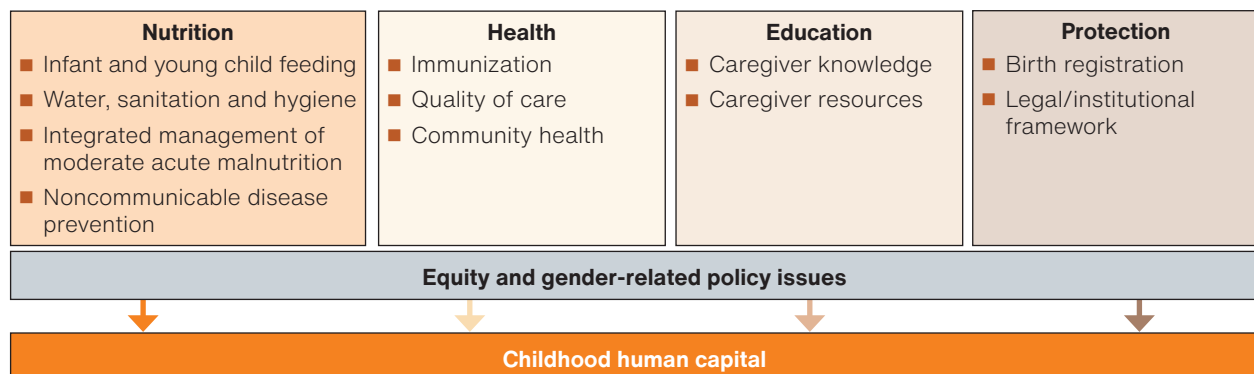 Nutrition
Infant and young child feeding
Water, sanitation and hygiene
Integrated management of
moderate acute malnutrition
Noncommunicable disease
prevention
Health
Immunization
Quality of care
Community health
Education
Caregiver knowledge
Caregiver resources
Protection
Birth registration
Legal/institutional
framework
Equity and gender-related policy issues
Childhood human capital